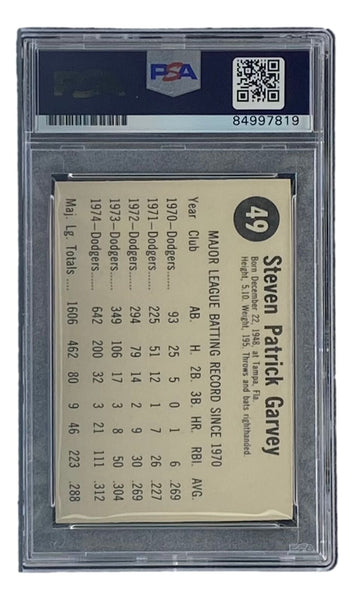 PSA
84997819
49
Steven Patrick Garvey
Born December 22, 1948, at Tampa, Fla.
Height, 5.10. Weight, 195. Throws and bats righthanded.
MAJOR LEAGUE BATTING RECORD SINCE 1970
Year Club AB. H. 2B. 3B. HR. RBI. AVG.
1970—Dodgers...... 93 25 5 0 1 6 .269
1971—Dodgers...... 225 51 12 1 7 26 .227
1972—Dodgers...... 294 79 14 2 9 30 .269
1973—Dodgers...... 349 106 17 3 8 50 .304
1974—Dodgers...... 642 200 32 3 21 111 .312
Maj. Lg. Totals ..... 1606 462 80 9 46 223 .288